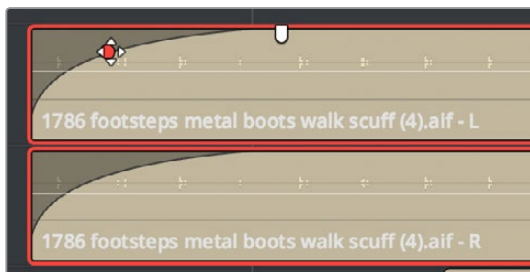 1786 footsteps metal boots walk scuff (4).aif - L
1786 footsteps metal boots walk scuff (4).aif - R